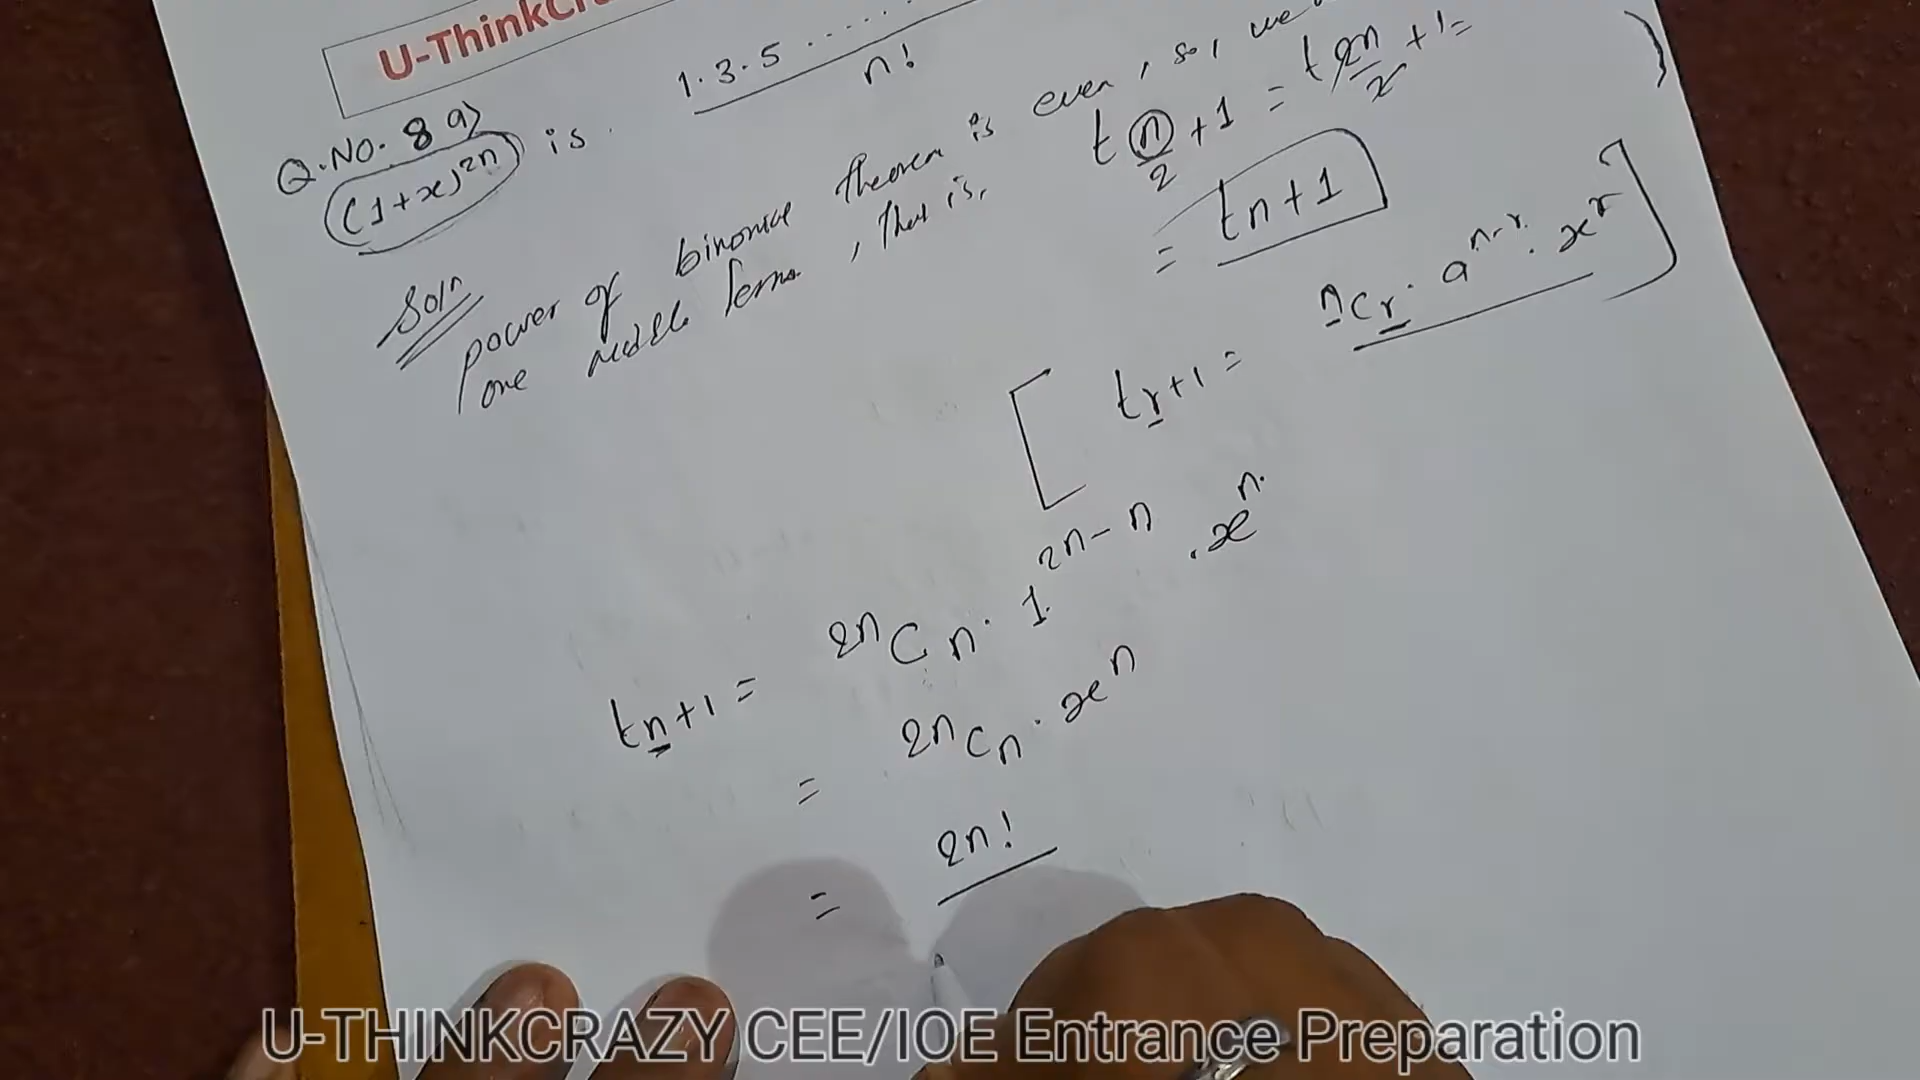 U-ThinkCr
Q.NO. 8 a) 1.3.5 ........
n!
(1+x)^2n is
Soln
power of binomial theorem is even, so, we
one middle term, that is,
t n/2 + 1 = t 2n/2 + 1 =
= tn+1
[ tr+1 = nCr . a^n-r . x^r ]
tn+1 = 2nCn . 1^2n-n . x^n
= 2nCn . x^n
= 2n!
U-THINKCRAZY CEE/IOE Entrance Preparation